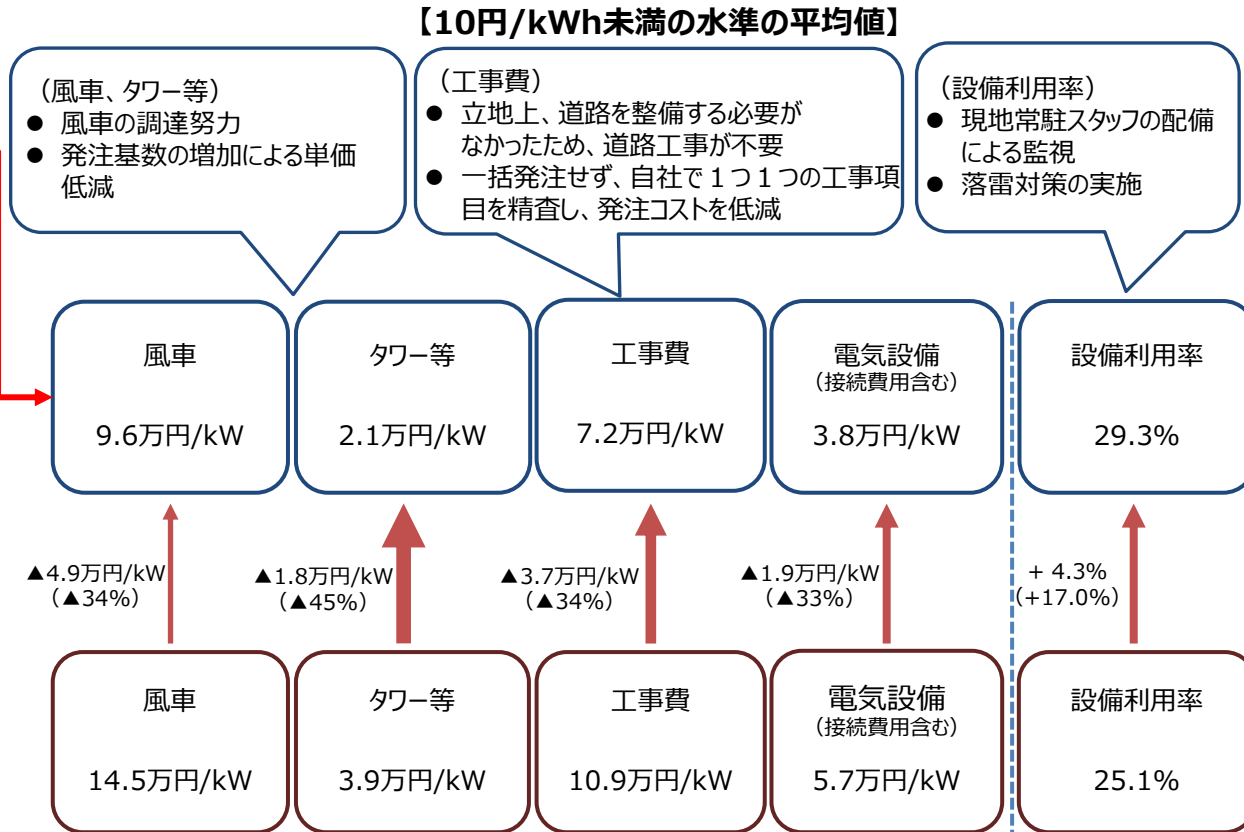 【10円/kWh未満の水準の平均値】
（風車、タワー等）
● 風車の調達努力
● 発注基数の増加による単価
低減
（工事費）
● 立地上、道路を整備する必要が
なかったため、道路工事が不要
● 一括発注せず、自社で１つ１つの工事項
目を精査し、発注コストを低減
（設備利用率）
● 現地常駐スタッフの配備
による監視
● 落雷対策の実施
風車
9.6万円/kW
タワー等
2.1万円/kW
工事費
7.2万円/kW
電気設備
（接続費用含む）
3.8万円/kW
設備利用率
29.3%
▲4.9万円/kW
（▲34%）
▲1.8万円/kW
（▲45%）
▲3.7万円/kW
（▲34%）
▲1.9万円/kW
（▲33%）
+ 4.3%
（+17.0%）
風車
14.5万円/kW
タワー等
3.9万円/kW
工事費
10.9万円/kW
電気設備
（接続費用含む）
5.7万円/kW
設備利用率
25.1%